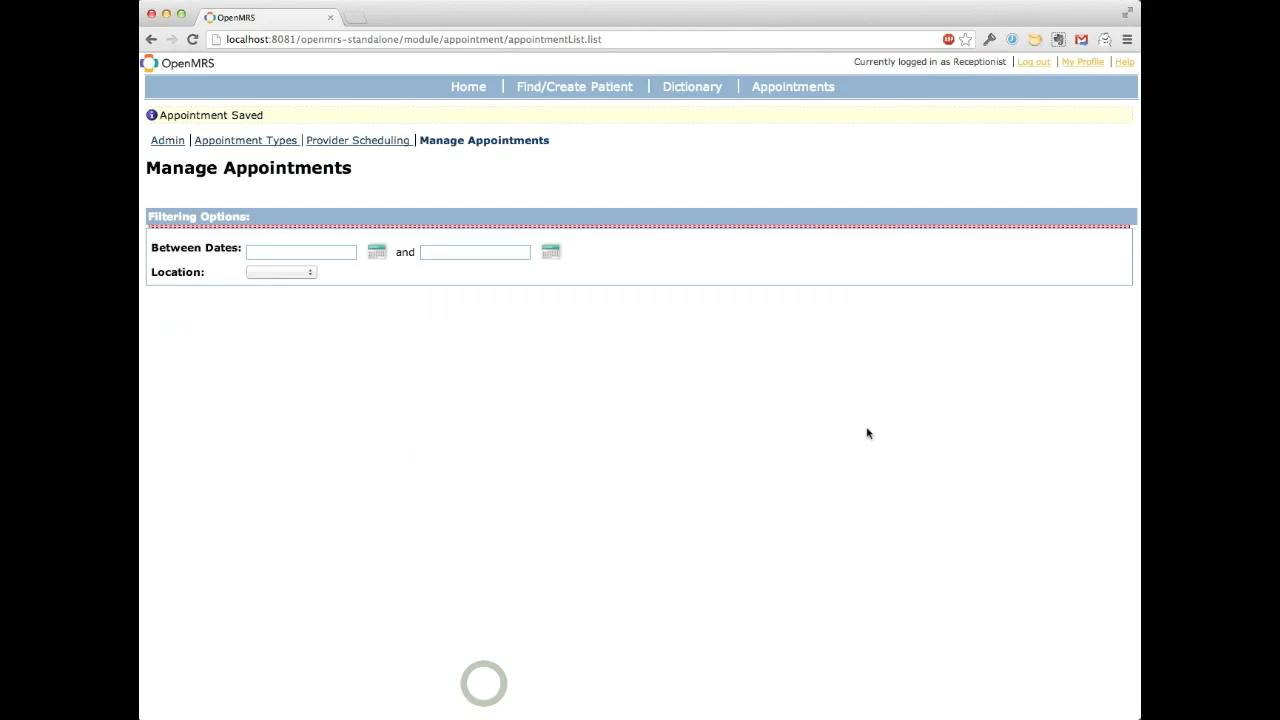 OpenMRS
localhost:8081/openmrs-standalone/module/appointment/appointmentList.list
OpenMRS
Currently logged in as Receptionist | Log out | My Profile | Help
Home | Find/Create Patient | Dictionary | Appointments
Appointment Saved
Admin | Appointment Types | Provider Scheduling | Manage Appointments
Manage Appointments
Filtering Options:
Between Dates: and
Location: